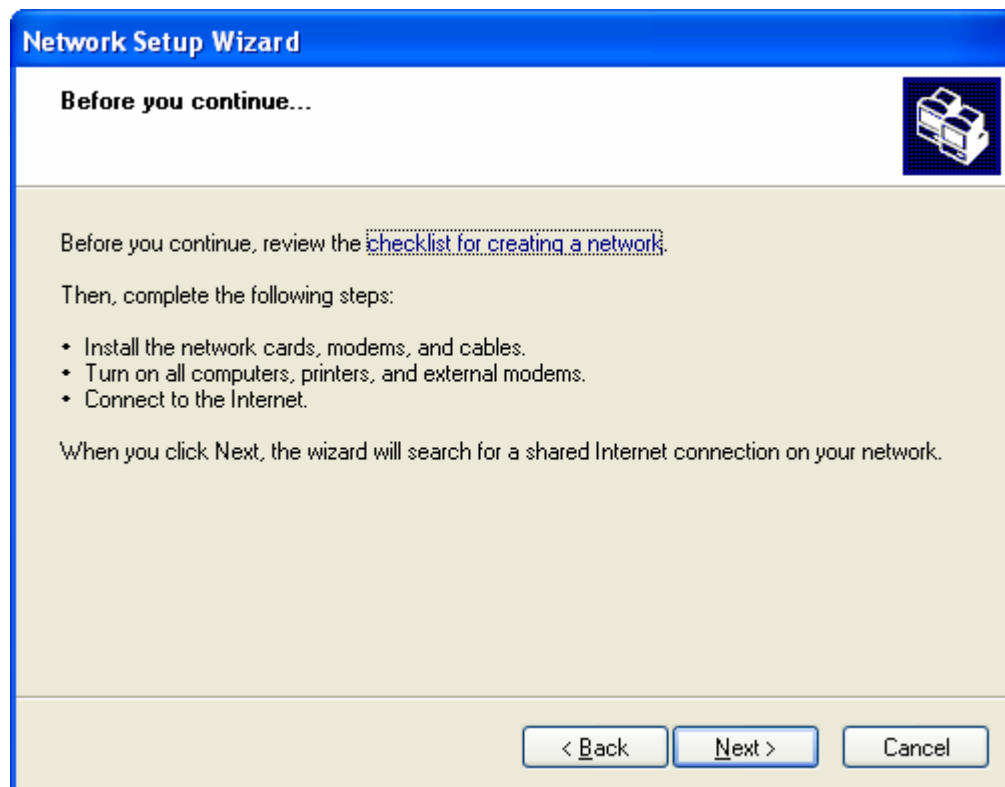 Network Setup Wizard
Before you continue...
Before you continue, review the checklist for creating a network.
Then, complete the following steps:
• Install the network cards, modems, and cables.
• Turn on all computers, printers, and external modems.
• Connect to the Internet.
When you click Next, the wizard will search for a shared Internet connection on your network.
< Back Next > Cancel